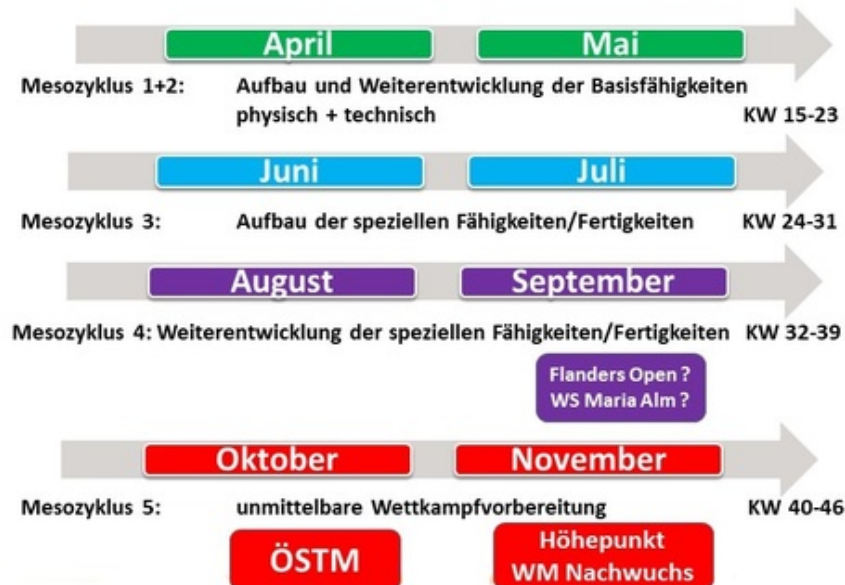 April Mai
Mesozyklus 1+2: Aufbau und Weiterentwicklung der Basisfähigkeiten
physisch + technisch KW 15-23
Juni Juli
Mesozyklus 3: Aufbau der speziellen Fähigkeiten/Fertigkeiten KW 24-31
August September
Mesozyklus 4: Weiterentwicklung der speziellen Fähigkeiten/Fertigkeiten KW 32-39
Flanders Open ?
WS Maria Alm ?
Oktober November
Mesozyklus 5: unmittelbare Wettkampfvorbereitung KW 40-46
ÖSTM
Höhepunkt
WM Nachwuchs